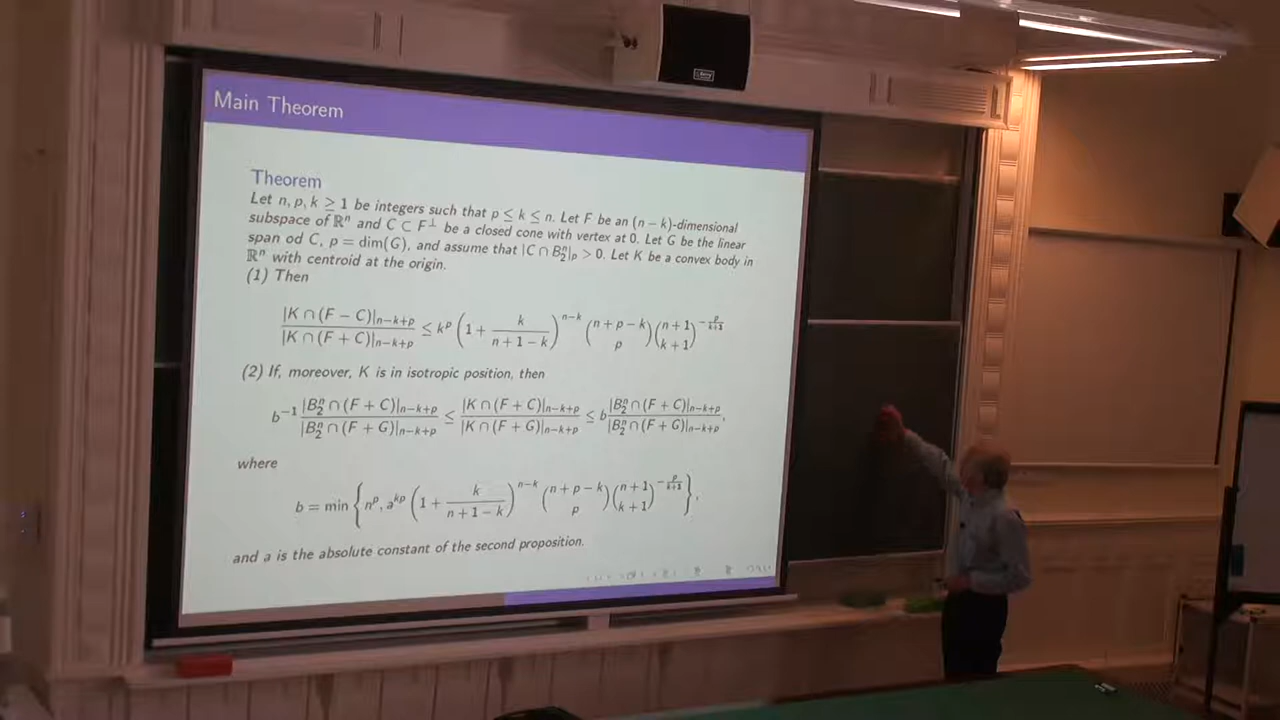 Main Theorem
Theorem
Let n, p, k ≥ 1 be integers such that p ≤ k ≤ n. Let F be an (n − k)-dimensional
subspace of ℝⁿ and C ⊂ F^⊥ be a closed cone with vertex at 0. Let G be the linear
span od C, p = dim(G), and assume that |C ∩ B₂ⁿ|ₚ > 0. Let K be a convex body in
ℝⁿ with centroid at the origin.
(1) Then
|K ∩ (F − C)|_{n−k+p} / |K ∩ (F + C)|_{n−k+p} ≤ k^p (1 + k/(n+1−k))^{n−k} (n+p−k choose p) (n+1 choose k+1)^{−p/(k+1)}
(2) If, moreover, K is in isotropic position, then
b^{−1} |B₂ⁿ ∩ (F + C)|_{n−k+p} / |B₂ⁿ ∩ (F + G)|_{n−k+p} ≤ |K ∩ (F + C)|_{n−k+p} / |K ∩ (F + G)|_{n−k+p} ≤ b |B₂ⁿ ∩ (F + C)|_{n−k+p} / |B₂ⁿ ∩ (F + G)|_{n−k+p},
where
b = min { n^p, a^{kp} (1 + k/(n+1−k))^{n−k} (n+p−k choose p) (n+1 choose k+1)^{−p/(k+1)} },
and a is the absolute constant of the second proposition.